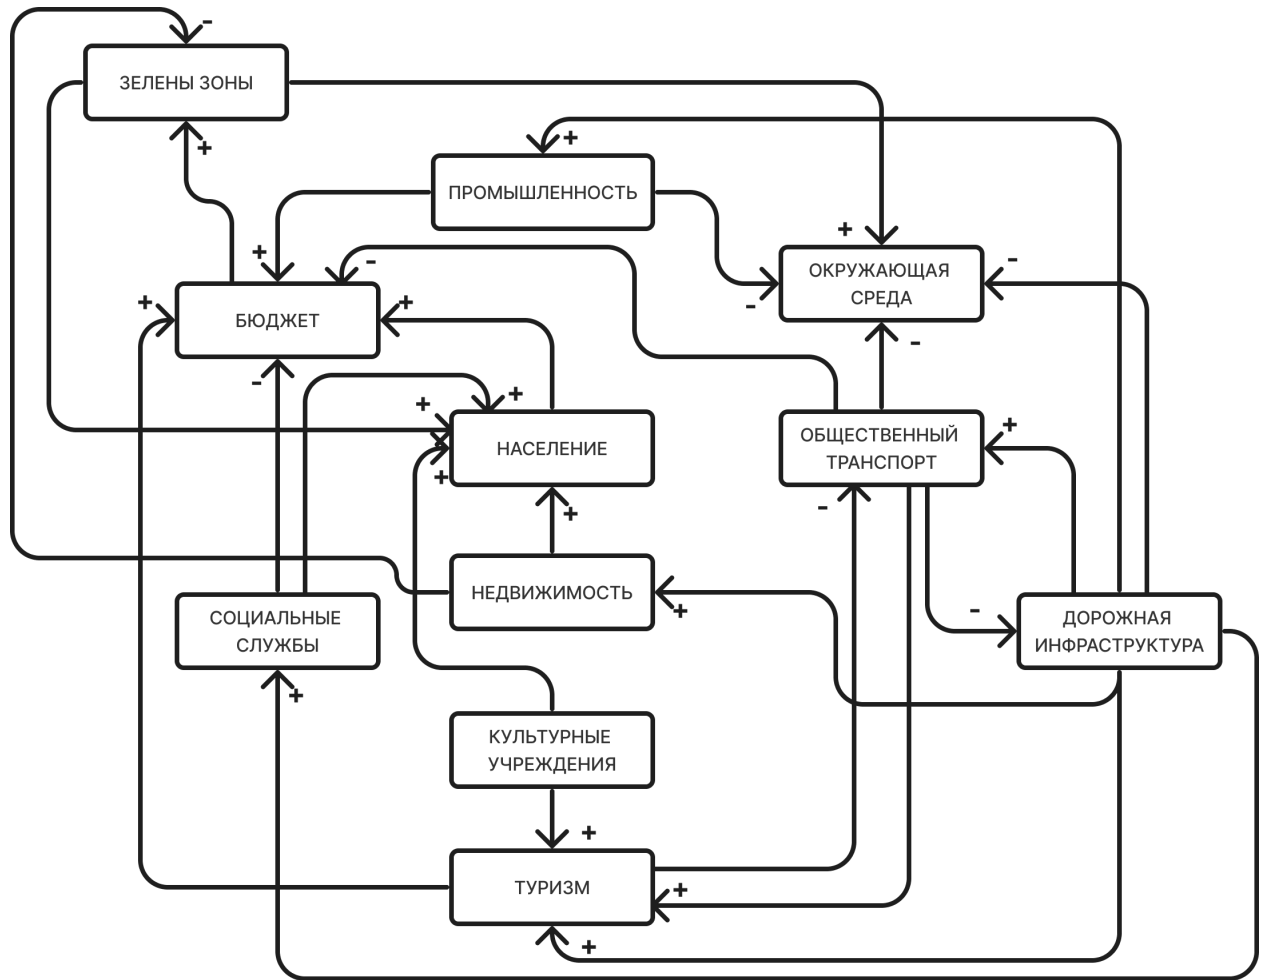 -
ЗЕЛЕНЫ ЗОНЫ
+
+
ПРОМЫШЛЕННОСТЬ
+
+
-
ОКРУЖАЮЩАЯ
СРЕДА
-
-
+
БЮДЖЕТ
+
-
-
+
+
НАСЕЛЕНИЕ
+
ОБЩЕСТВЕННЫЙ
ТРАНСПОРТ
+
-
+
НЕДВИЖИМОСТЬ
+
СОЦИАЛЬНЫЕ
СЛУЖБЫ
+
-
ДОРОЖНАЯ
ИНФРАСТРУКТУРА
КУЛЬТУРНЫЕ
УЧРЕЖДЕНИЯ
+
ТУРИЗМ
+
+